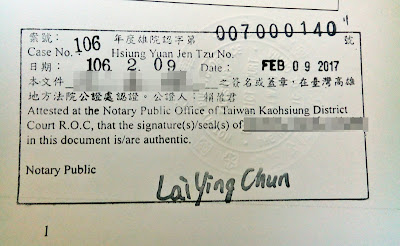 案號：106 年度雄院認字第 007000140 號
Case No. Hsiung Yuan Jen Tzu No.
日期：106. 2. 09 Date： FEB 09 2017
本文件 之簽名或蓋章，在臺灣高雄
地方法院公證處認證。公證人：賴瑩君
Attested at the Notary Public Office of Taiwan Kaohsiung District
Court R.O.C, that the signature(s)/seal(s) of
in this document is/are authentic.
Notary Public
Lai Ying Chun
1